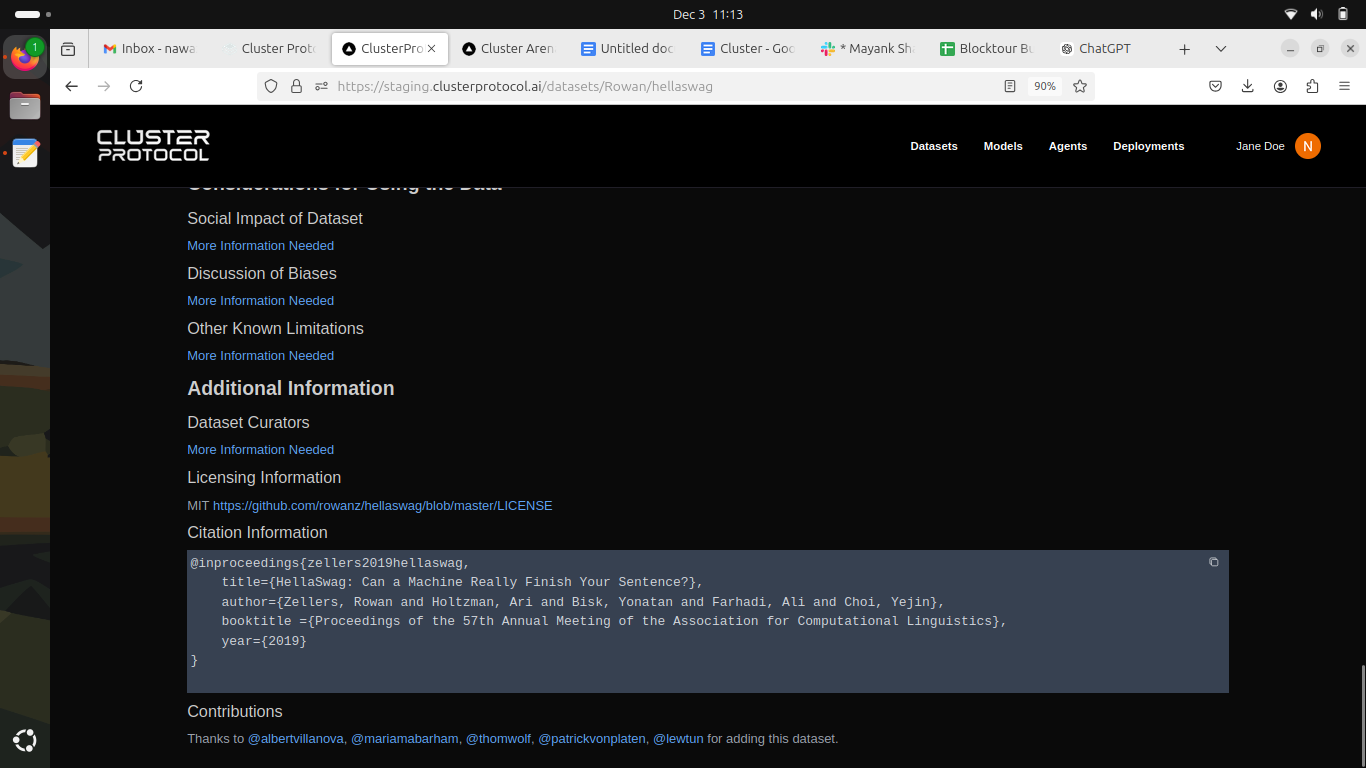 Dec 3 11:13
1
Inbox - nawa
Cluster Proto
ClusterPro
Cluster Aren
Untitled doc
Cluster - Goo
* Mayank Sha
Blocktour Bu
ChatGPT
https://staging.clusterprotocol.ai/datasets/Rowan/hellaswag
90%
CLUSTER
PROTOCOL
Datasets Models Agents Deployments Jane Doe N
Considerations for Using the Data
Social Impact of Dataset
More Information Needed
Discussion of Biases
More Information Needed
Other Known Limitations
More Information Needed
Additional Information
Dataset Curators
More Information Needed
Licensing Information
MIT https://github.com/rowanz/hellaswag/blob/master/LICENSE
Citation Information
@inproceedings{zellers2019hellaswag,
    title={HellaSwag: Can a Machine Really Finish Your Sentence?},
    author={Zellers, Rowan and Holtzman, Ari and Bisk, Yonatan and Farhadi, Ali and Choi, Yejin},
    booktitle ={Proceedings of the 57th Annual Meeting of the Association for Computational Linguistics},
    year={2019}
}
Contributions
Thanks to @albertvillanova, @mariamabarham, @thomwolf, @patrickvonplaten, @lewtun for adding this dataset.